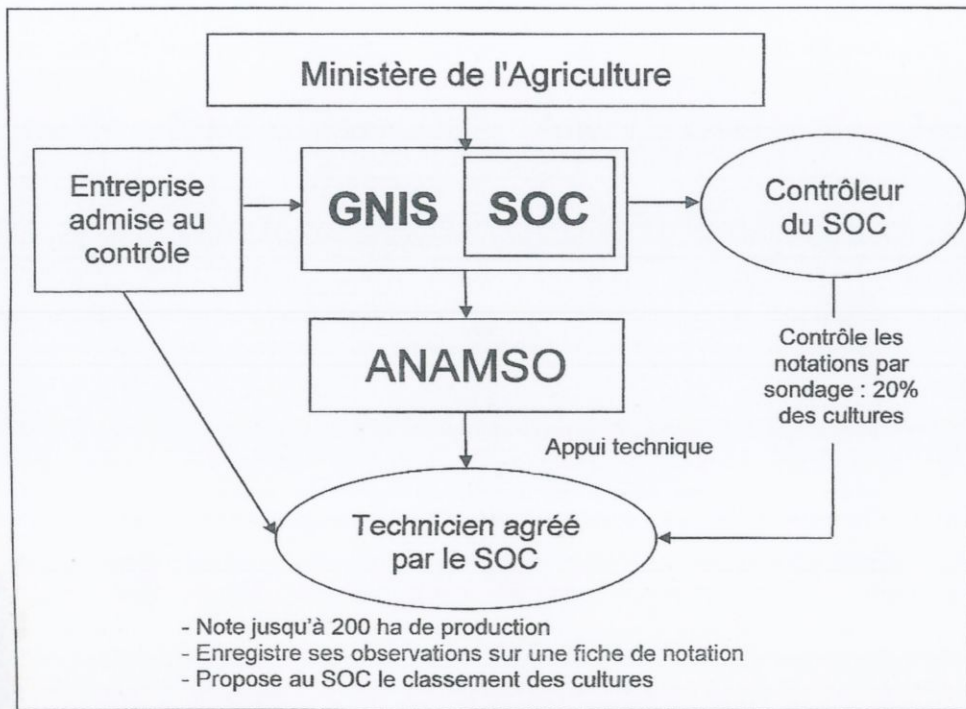 Ministère de l'Agriculture
Entreprise
admise au
contrôle
GNIS
SOC
Contrôleur
du SOC
ANAMSO
Contrôle les
notations par
sondage : 20%
des cultures
Appui technique
Technicien agréé
par le SOC
- Note jusqu'à 200 ha de production
- Enregistre ses observations sur une fiche de notation
- Propose au SOC le classement des cultures